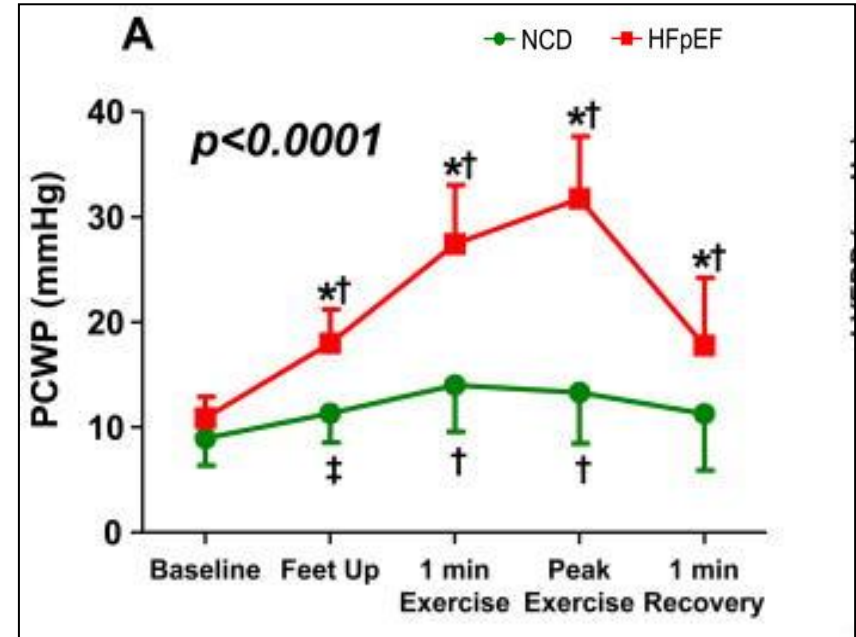 A
NCD HFpEF
p<0.0001
PCWP (mmHg)
40
30
20
10
0
*†
*†
*†
*†
‡
†
†
Baseline
Feet Up
1 min Exercise
Peak Exercise
1 min Recovery